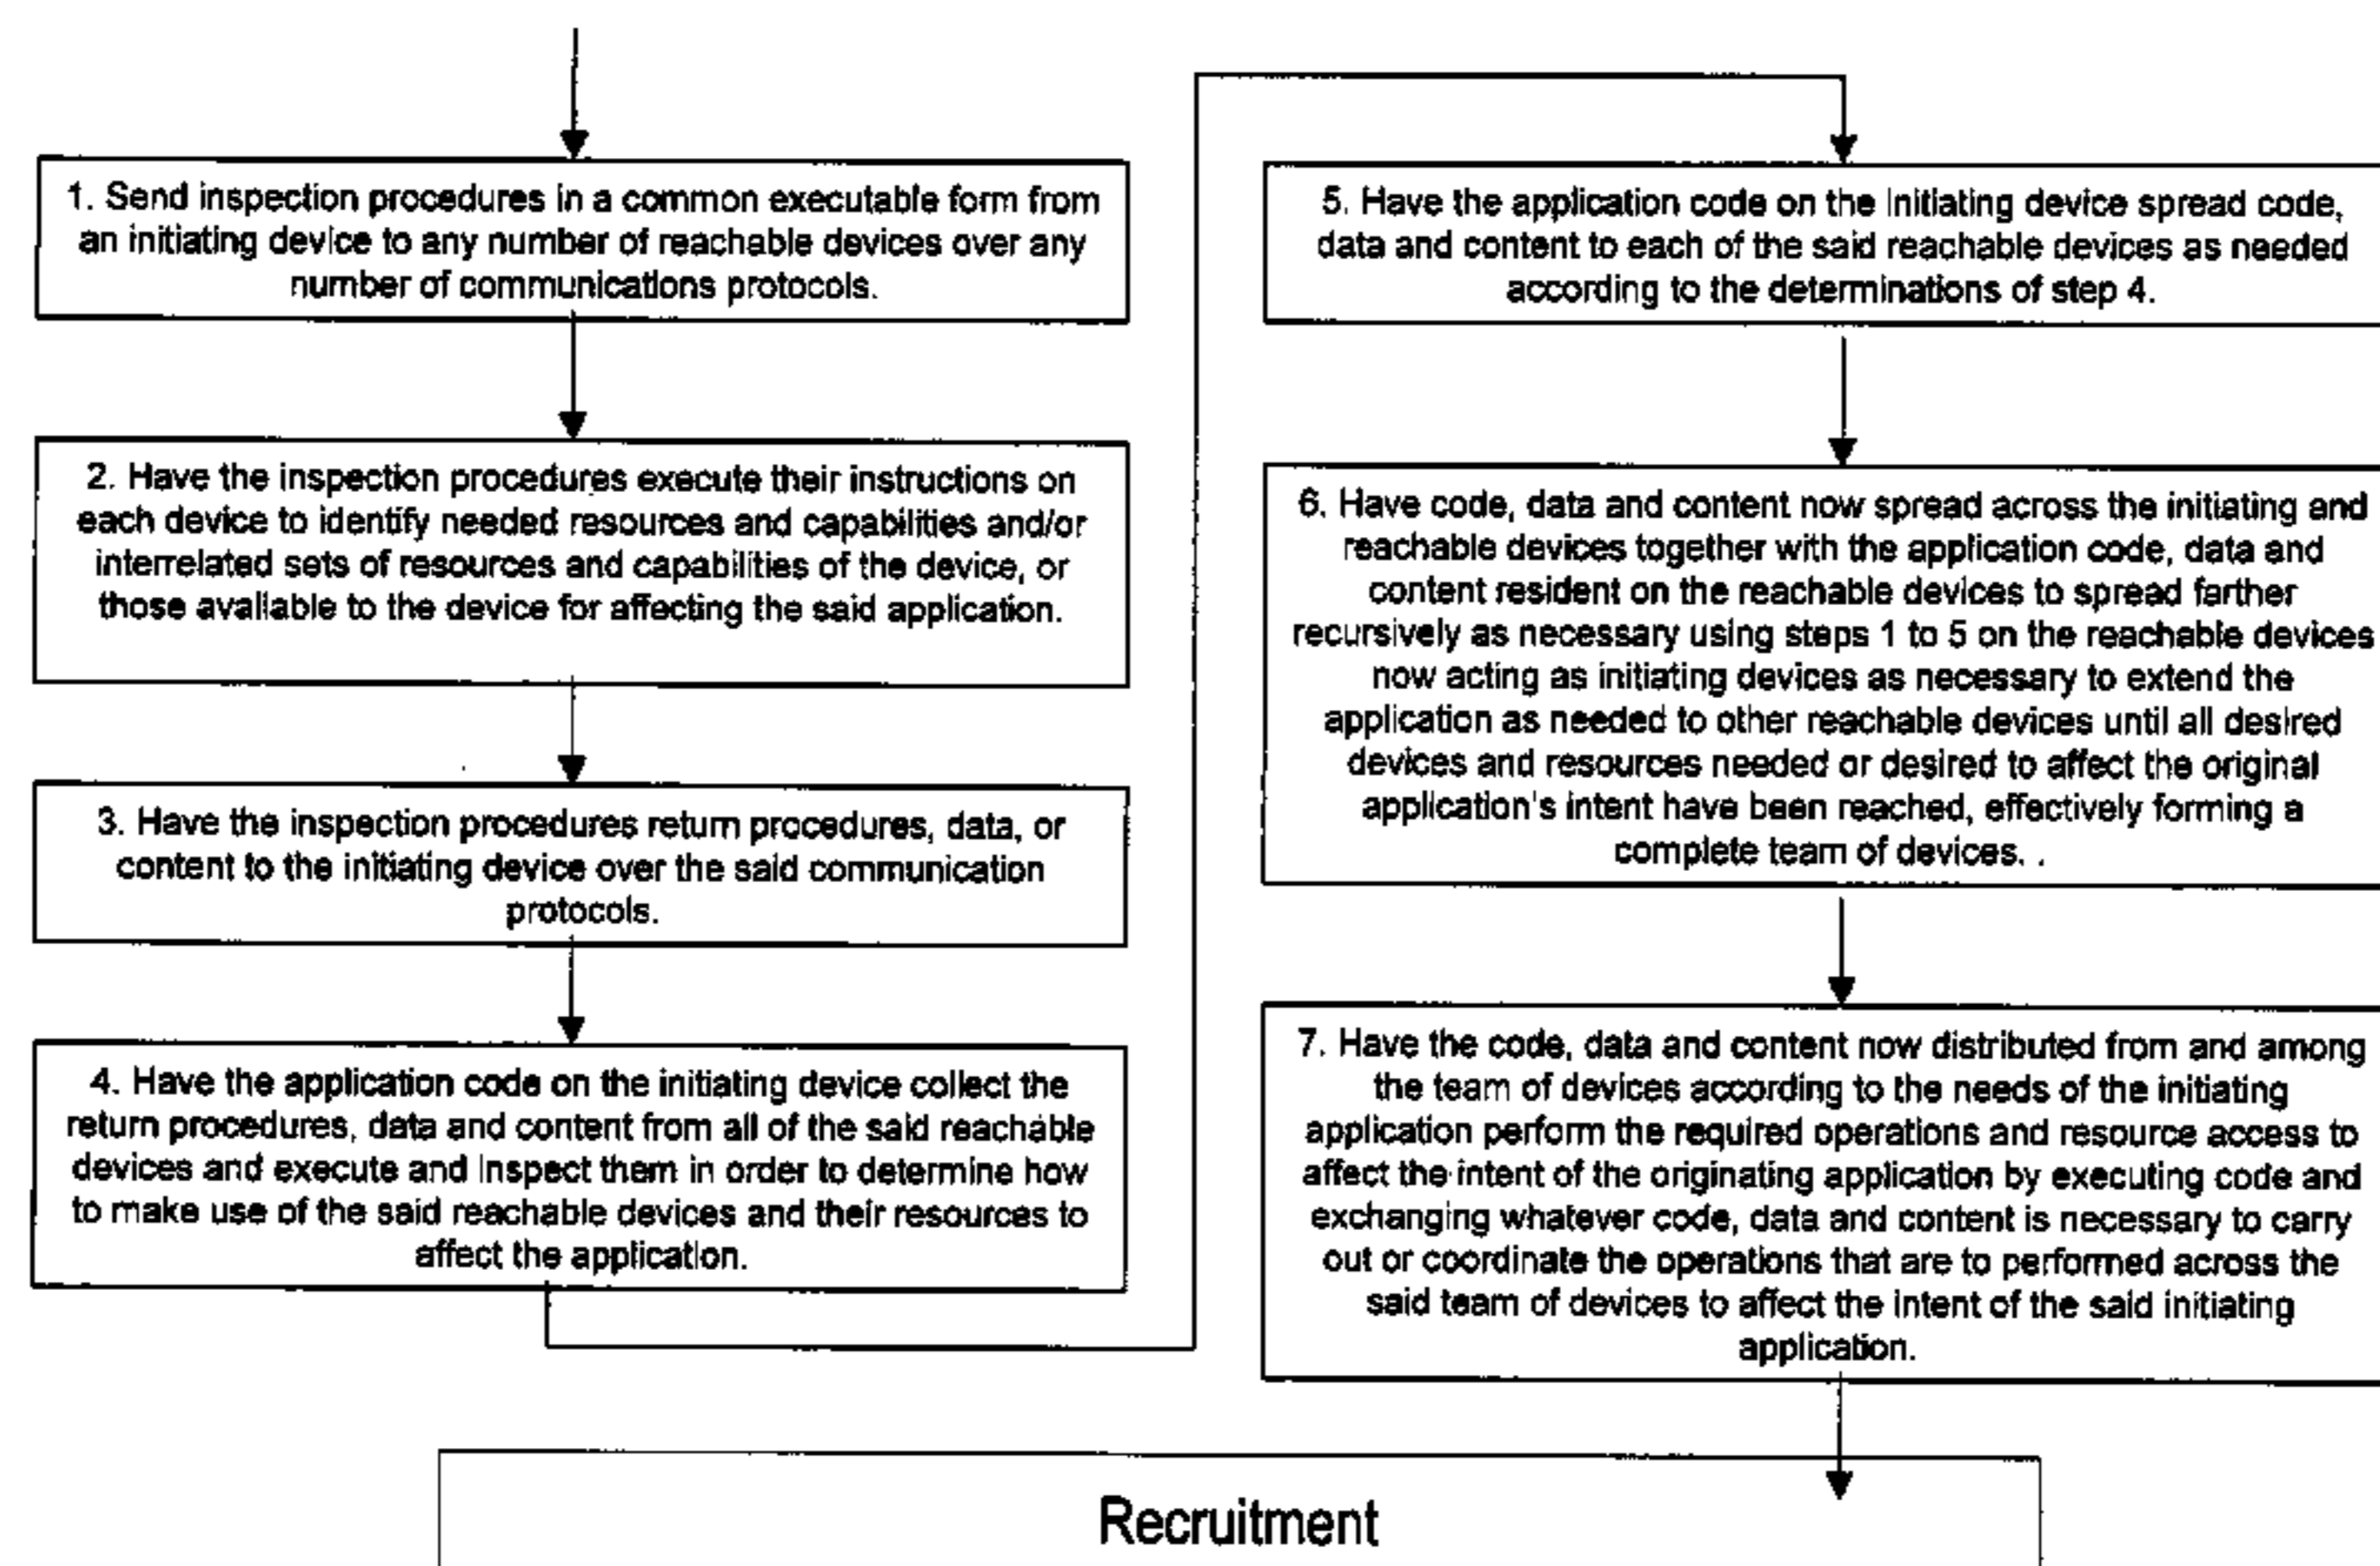 1. Send inspection procedures in a common executable form from
an initiating device to any number of reachable devices over any
number of communications protocols.
2. Have the inspection procedures execute their instructions on
each device to identify needed resources and capabilities and/or
interrelated sets of resources and capabilities of the device, or
those available to the device for affecting the said application.
3. Have the inspection procedures return procedures, data, or
content to the initiating device over the said communication
protocols.
4. Have the application code on the initiating device collect the
return procedures, data and content from all of the said reachable
devices and execute and inspect them in order to determine how
to make use of the said reachable devices and their resources to
affect the application.
5. Have the application code on the initiating device spread code,
data and content to each of the said reachable devices as needed
according to the determinations of step 4.
6. Have code, data and content now spread across the initiating and
reachable devices together with the application code, data and
content resident on the reachable devices to spread farther
recursively as necessary using steps 1 to 5 on the reachable devices
now acting as initiating devices as necessary to extend the
application as needed to other reachable devices until all desired
devices and resources needed or desired to affect the original
application's intent have been reached, effectively forming a
complete team of devices. .
7. Have the code, data and content now distributed from and among
the team of devices according to the needs of the initiating
application perform the required operations and resource access to
affect the intent of the originating application by executing code and
exchanging whatever code, data and content is necessary to carry
out or coordinate the operations that are to performed across the
said team of devices to affect the intent of the said initiating
application.
Recruitment